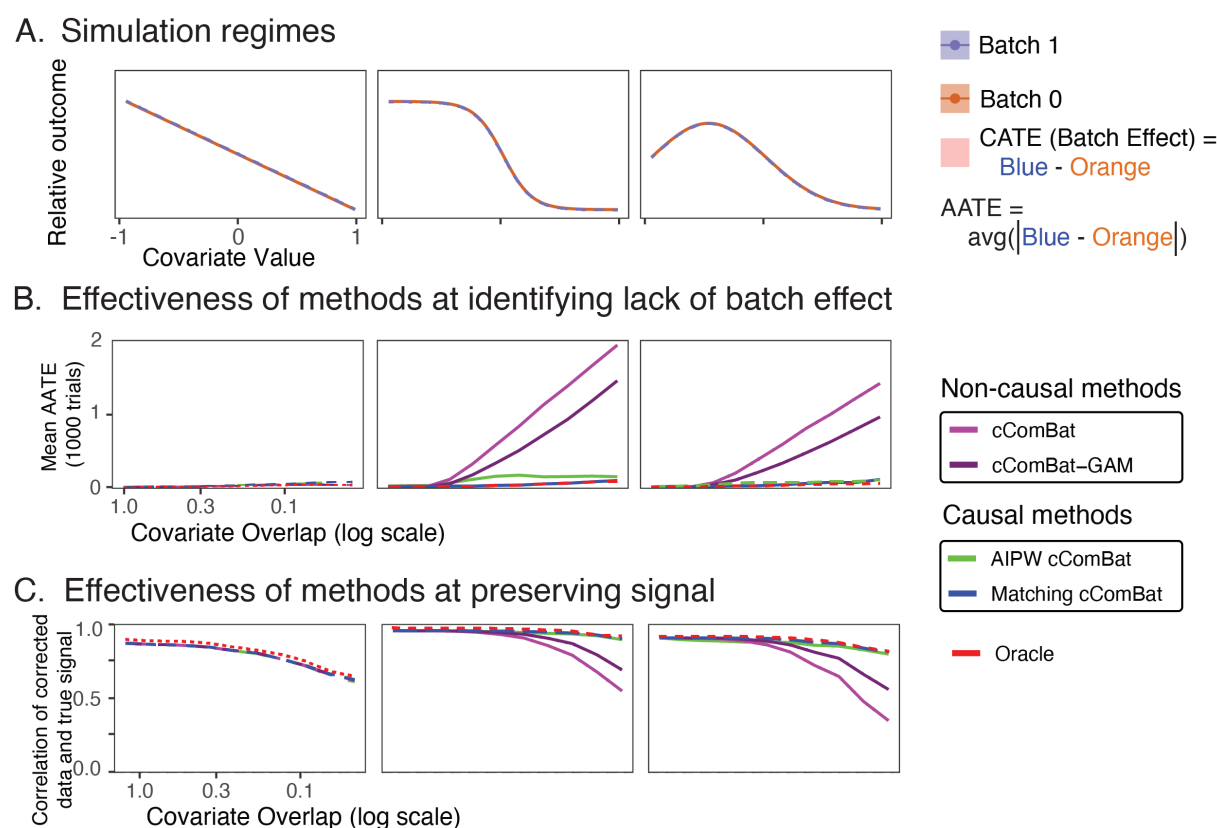 A. Simulation regimes
Relative outcome
-1
0
1
Covariate Value
Batch 1
Batch 0
CATE (Batch Effect) =
Blue - Orange
AATE =
avg(|Blue - Orange|)
B. Effectiveness of methods at identifying lack of batch effect
Mean AATE
(1000 trials)
2
1
0
1.0
0.3
0.1
Covariate Overlap (log scale)
Non-causal methods
cComBat
cComBat−GAM
Causal methods
AIPW cComBat
Matching cComBat
Oracle
C. Effectiveness of methods at preserving signal
Correlation of corrected
data and true signal
1.0
0.5
0.0
1.0
0.3
0.1
Covariate Overlap (log scale)